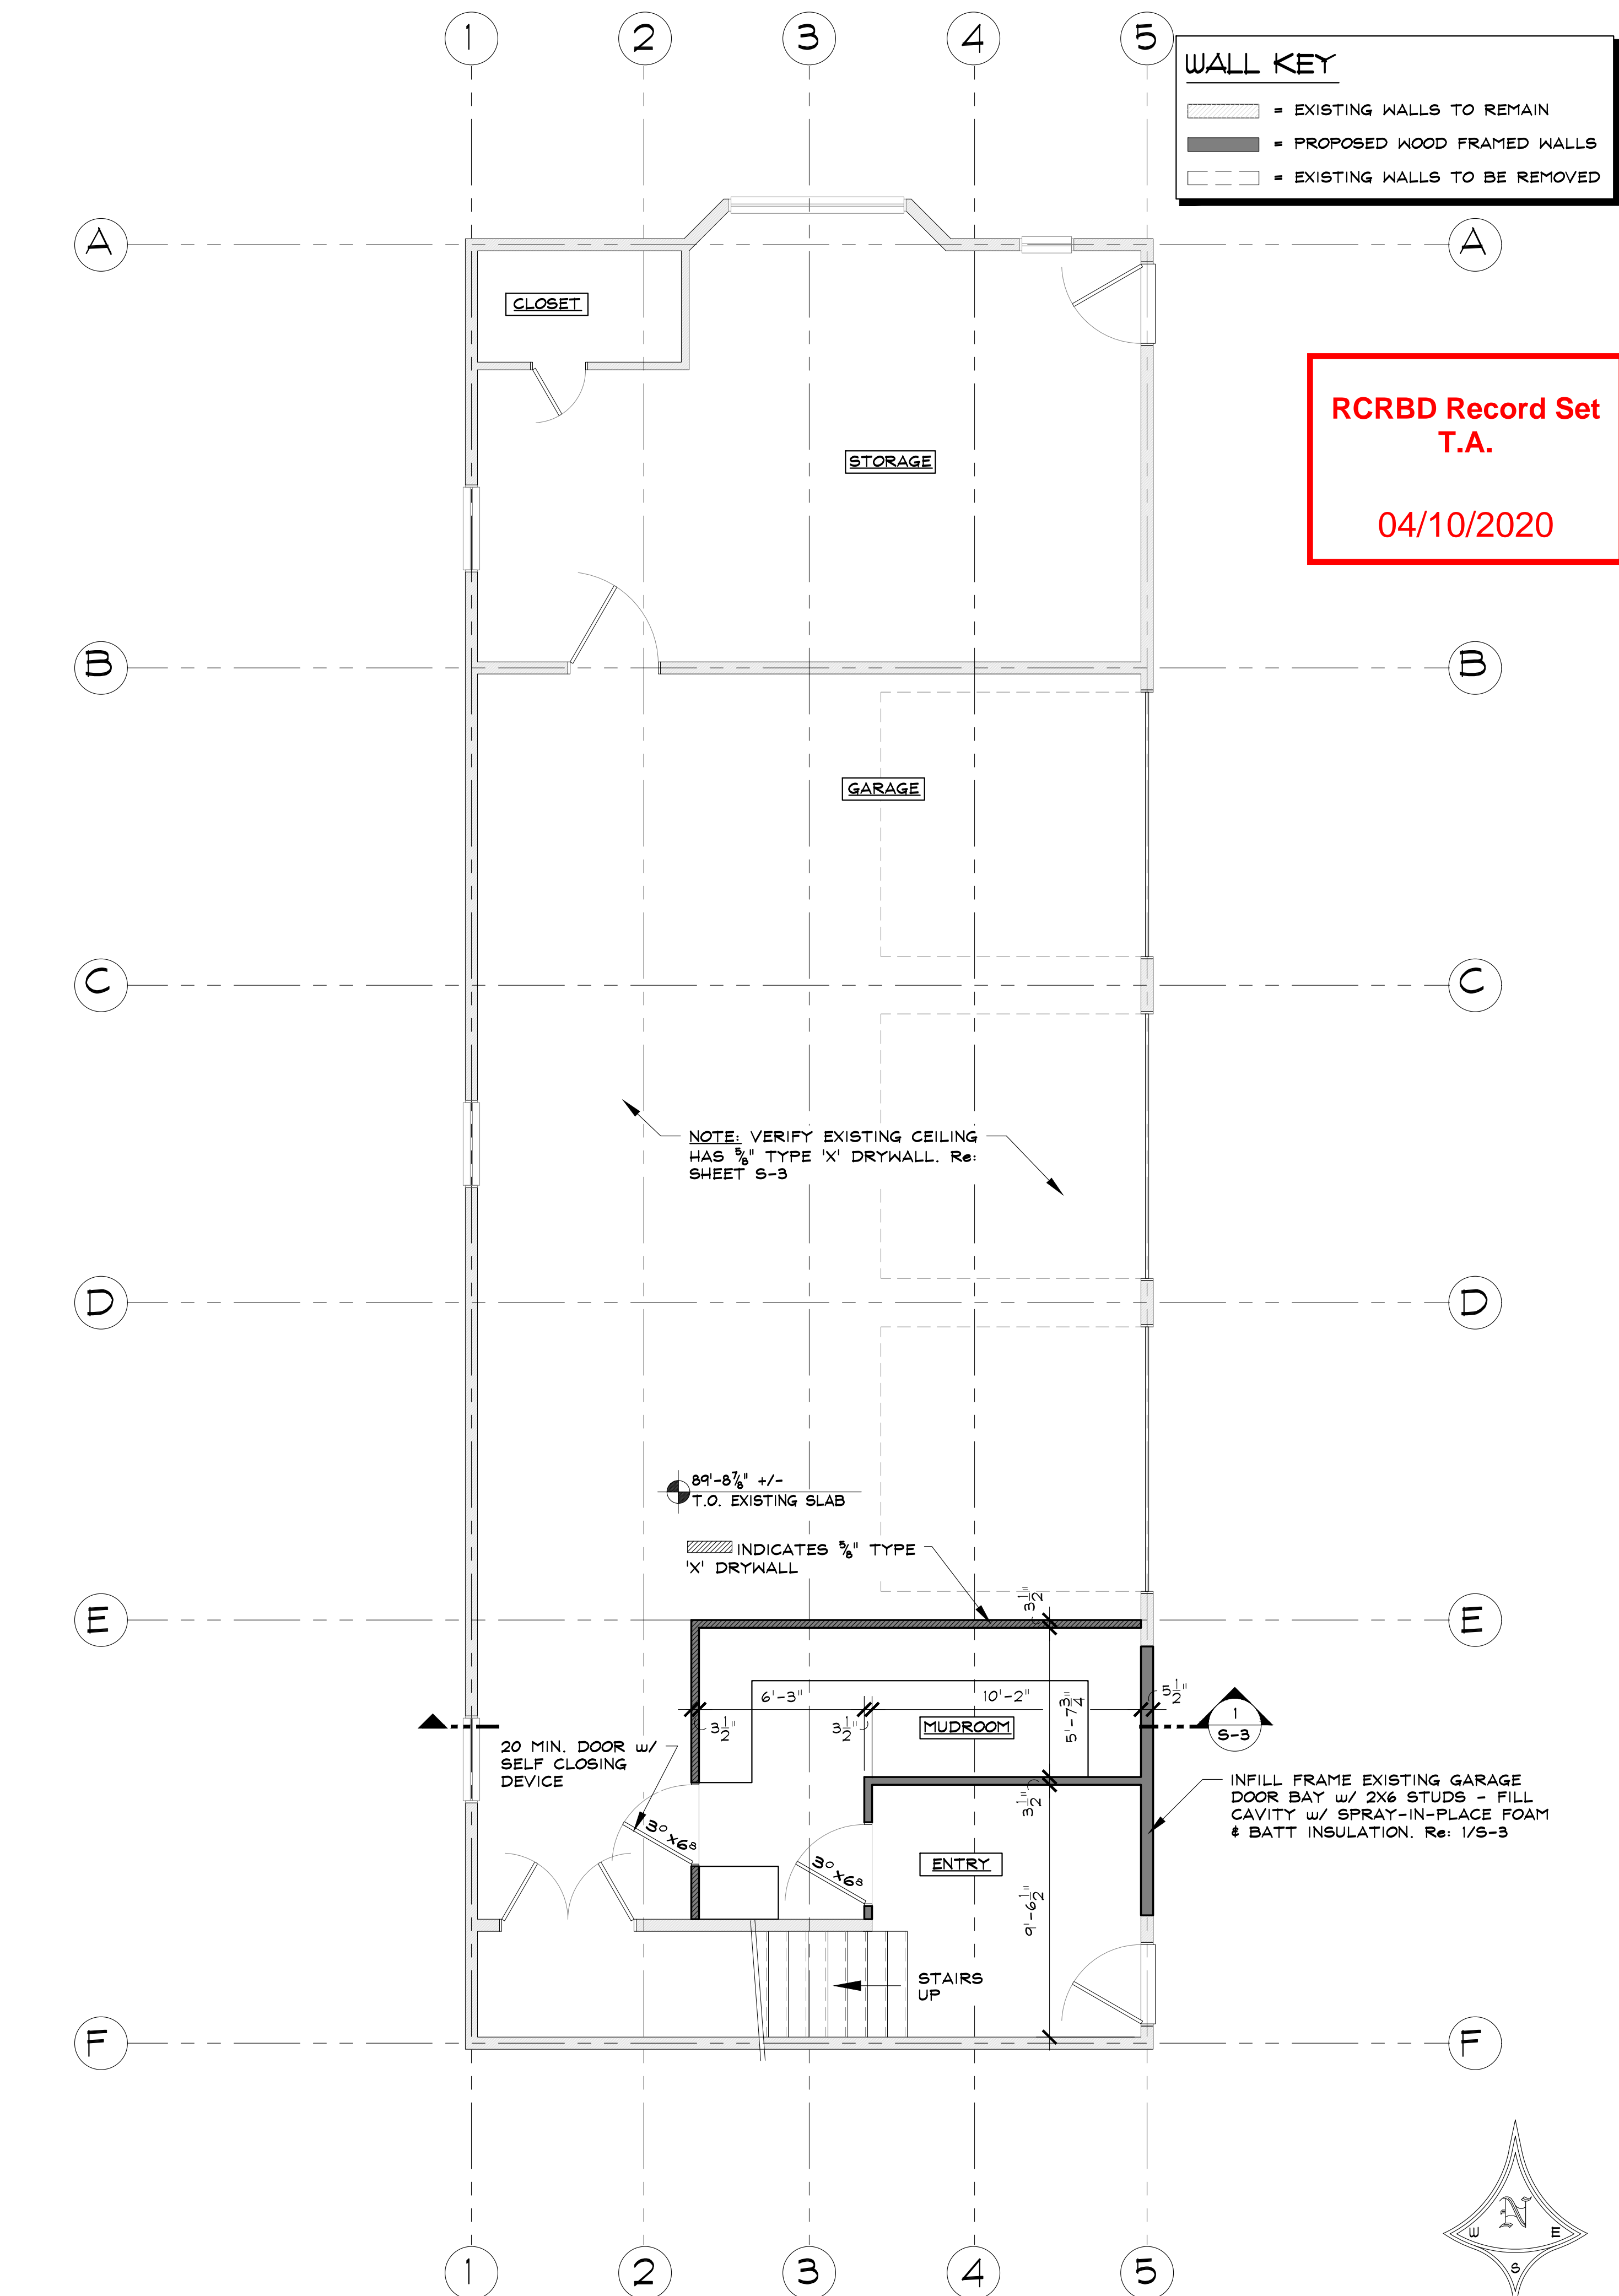 1 2 3 4 5
WALL KEY
= EXISTING WALLS TO REMAIN
= PROPOSED WOOD FRAMED WALLS
= EXISTING WALLS TO BE REMOVED
A A
CLOSET
RCRBD Record Set
T.A.
04/10/2020
STORAGE
B B
GARAGE
C C
NOTE: VERIFY EXISTING CEILING
HAS 5/8" TYPE 'X' DRYWALL. Re:
SHEET S-3
D D
89'-8 7/8" +/-
T.O. EXISTING SLAB
INDICATES 5/8" TYPE
'X' DRYWALL
E E
3 1/2"
6'-3"
10'-2"
5 1/2"
3 1/2"
3 1/2"
MUDROOM
5'-7 3/4"
1
S-3
20 MIN. DOOR w/
SELF CLOSING
DEVICE
3 1/2"
INFILL FRAME EXISTING GARAGE
DOOR BAY w/ 2X6 STUDS - FILL
CAVITY w/ SPRAY-IN-PLACE FOAM
& BATT INSULATION. Re: 1/S-3
3⁰x6⁸
3⁰x6⁸
ENTRY
9'-6 1/2"
STAIRS
UP
F F
N
W E
S
1 2 3 4 5